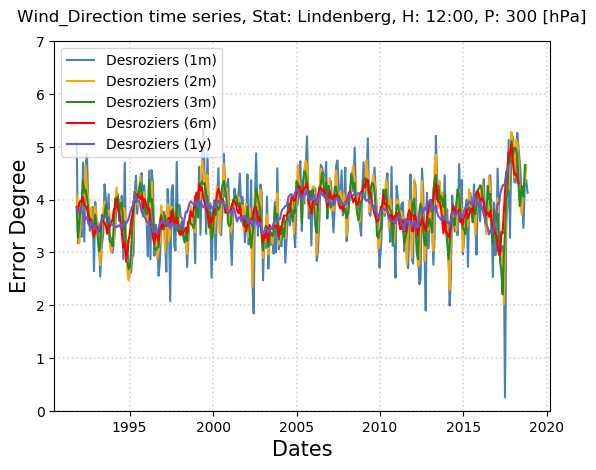 Wind_Direction time series, Stat: Lindenberg, H: 12:00, P: 300 [hPa]
7
6
5
4
3
2
1
0
Error Degree
Desroziers (1m)
Desroziers (2m)
Desroziers (3m)
Desroziers (6m)
Desroziers (1y)
1995 2000 2005 2010 2015 2020
Dates